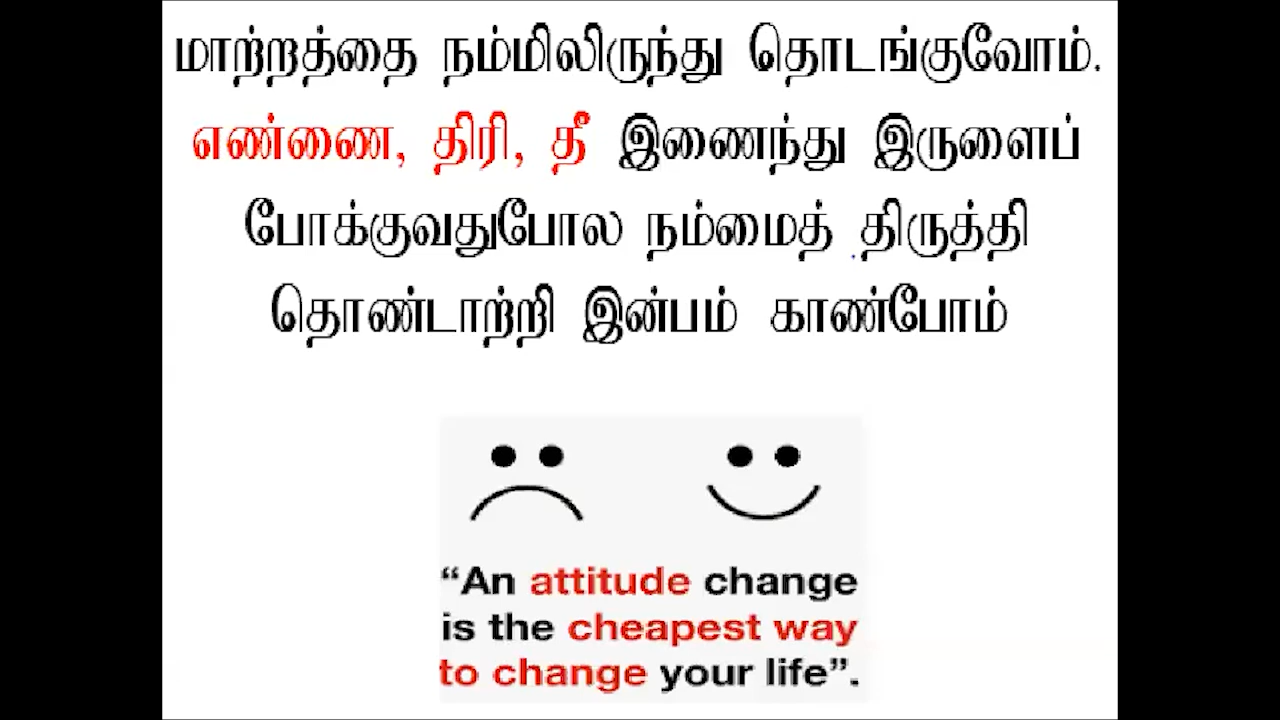 மாற்றத்தை நம்மிலிருந்து தொடங்குவோம்.
எண்ணை, திரி, தீ இணைந்து இருளைப்
போக்குவதுபோல நம்மைத் திருத்தி
தொண்டாற்றி இன்பம் காண்போம்
“An attitude change
is the cheapest way
to change your life”.